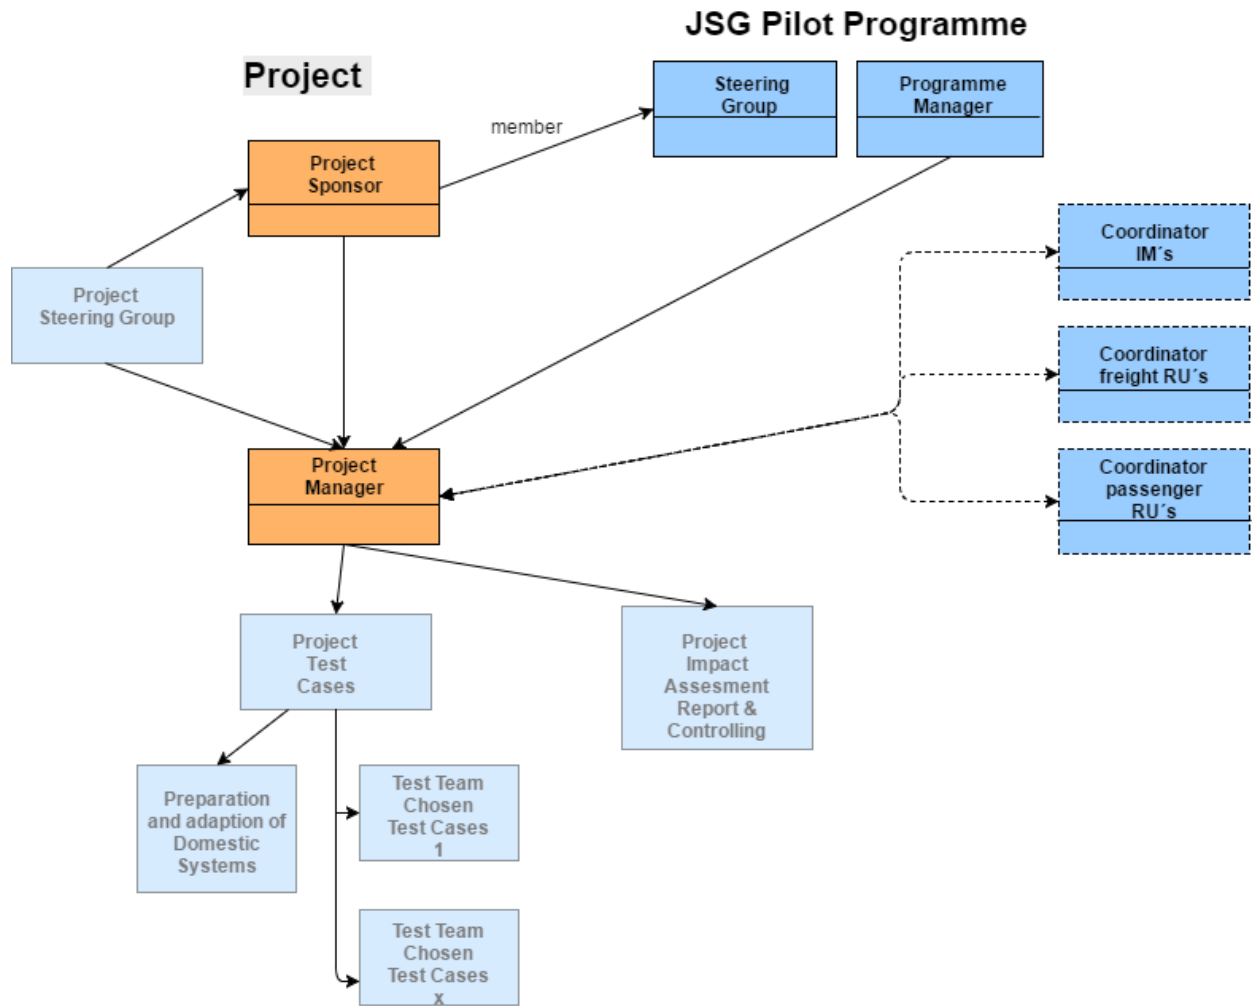 JSG Pilot Programme
Project
Steering
Group
Programme
Manager
member
Project
Sponsor
Coordinator
IM´s
Project
Steering Group
Coordinator
freight RU´s
Project
Manager
Coordinator
passenger
RU´s
Project
Test
Cases
Project
Impact
Assesment
Report &
Controlling
Preparation
and adaption of
Domestic
Systems
Test Team
Chosen
Test Cases
1
Test Team
Chosen
Test Cases
x